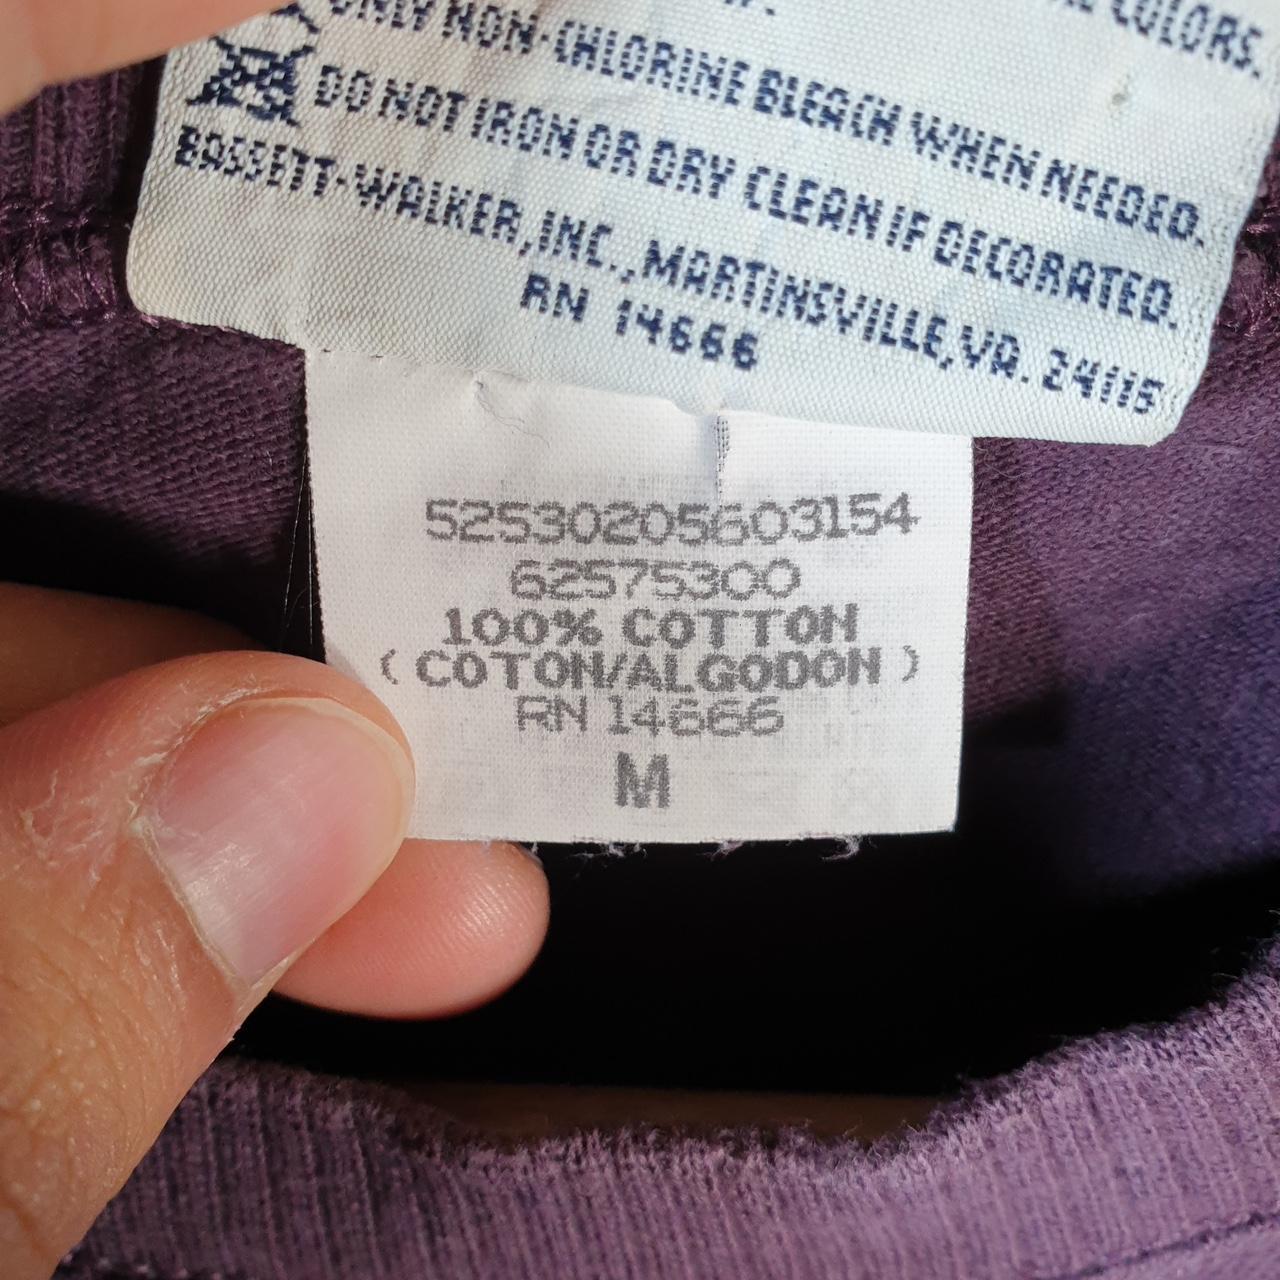 COLORS.
ONLY NON-CHLORINE BLEACH WHEN NEEDED.
DO NOT IRON OR DRY CLEAN IF DECORATED.
BASSETT-WALKER, INC., MARTINSVILLE, VA. 24115
RN 14666
52530205603154
62575300
100% COTTON
( COTON/ALGODON )
RN 14666
M